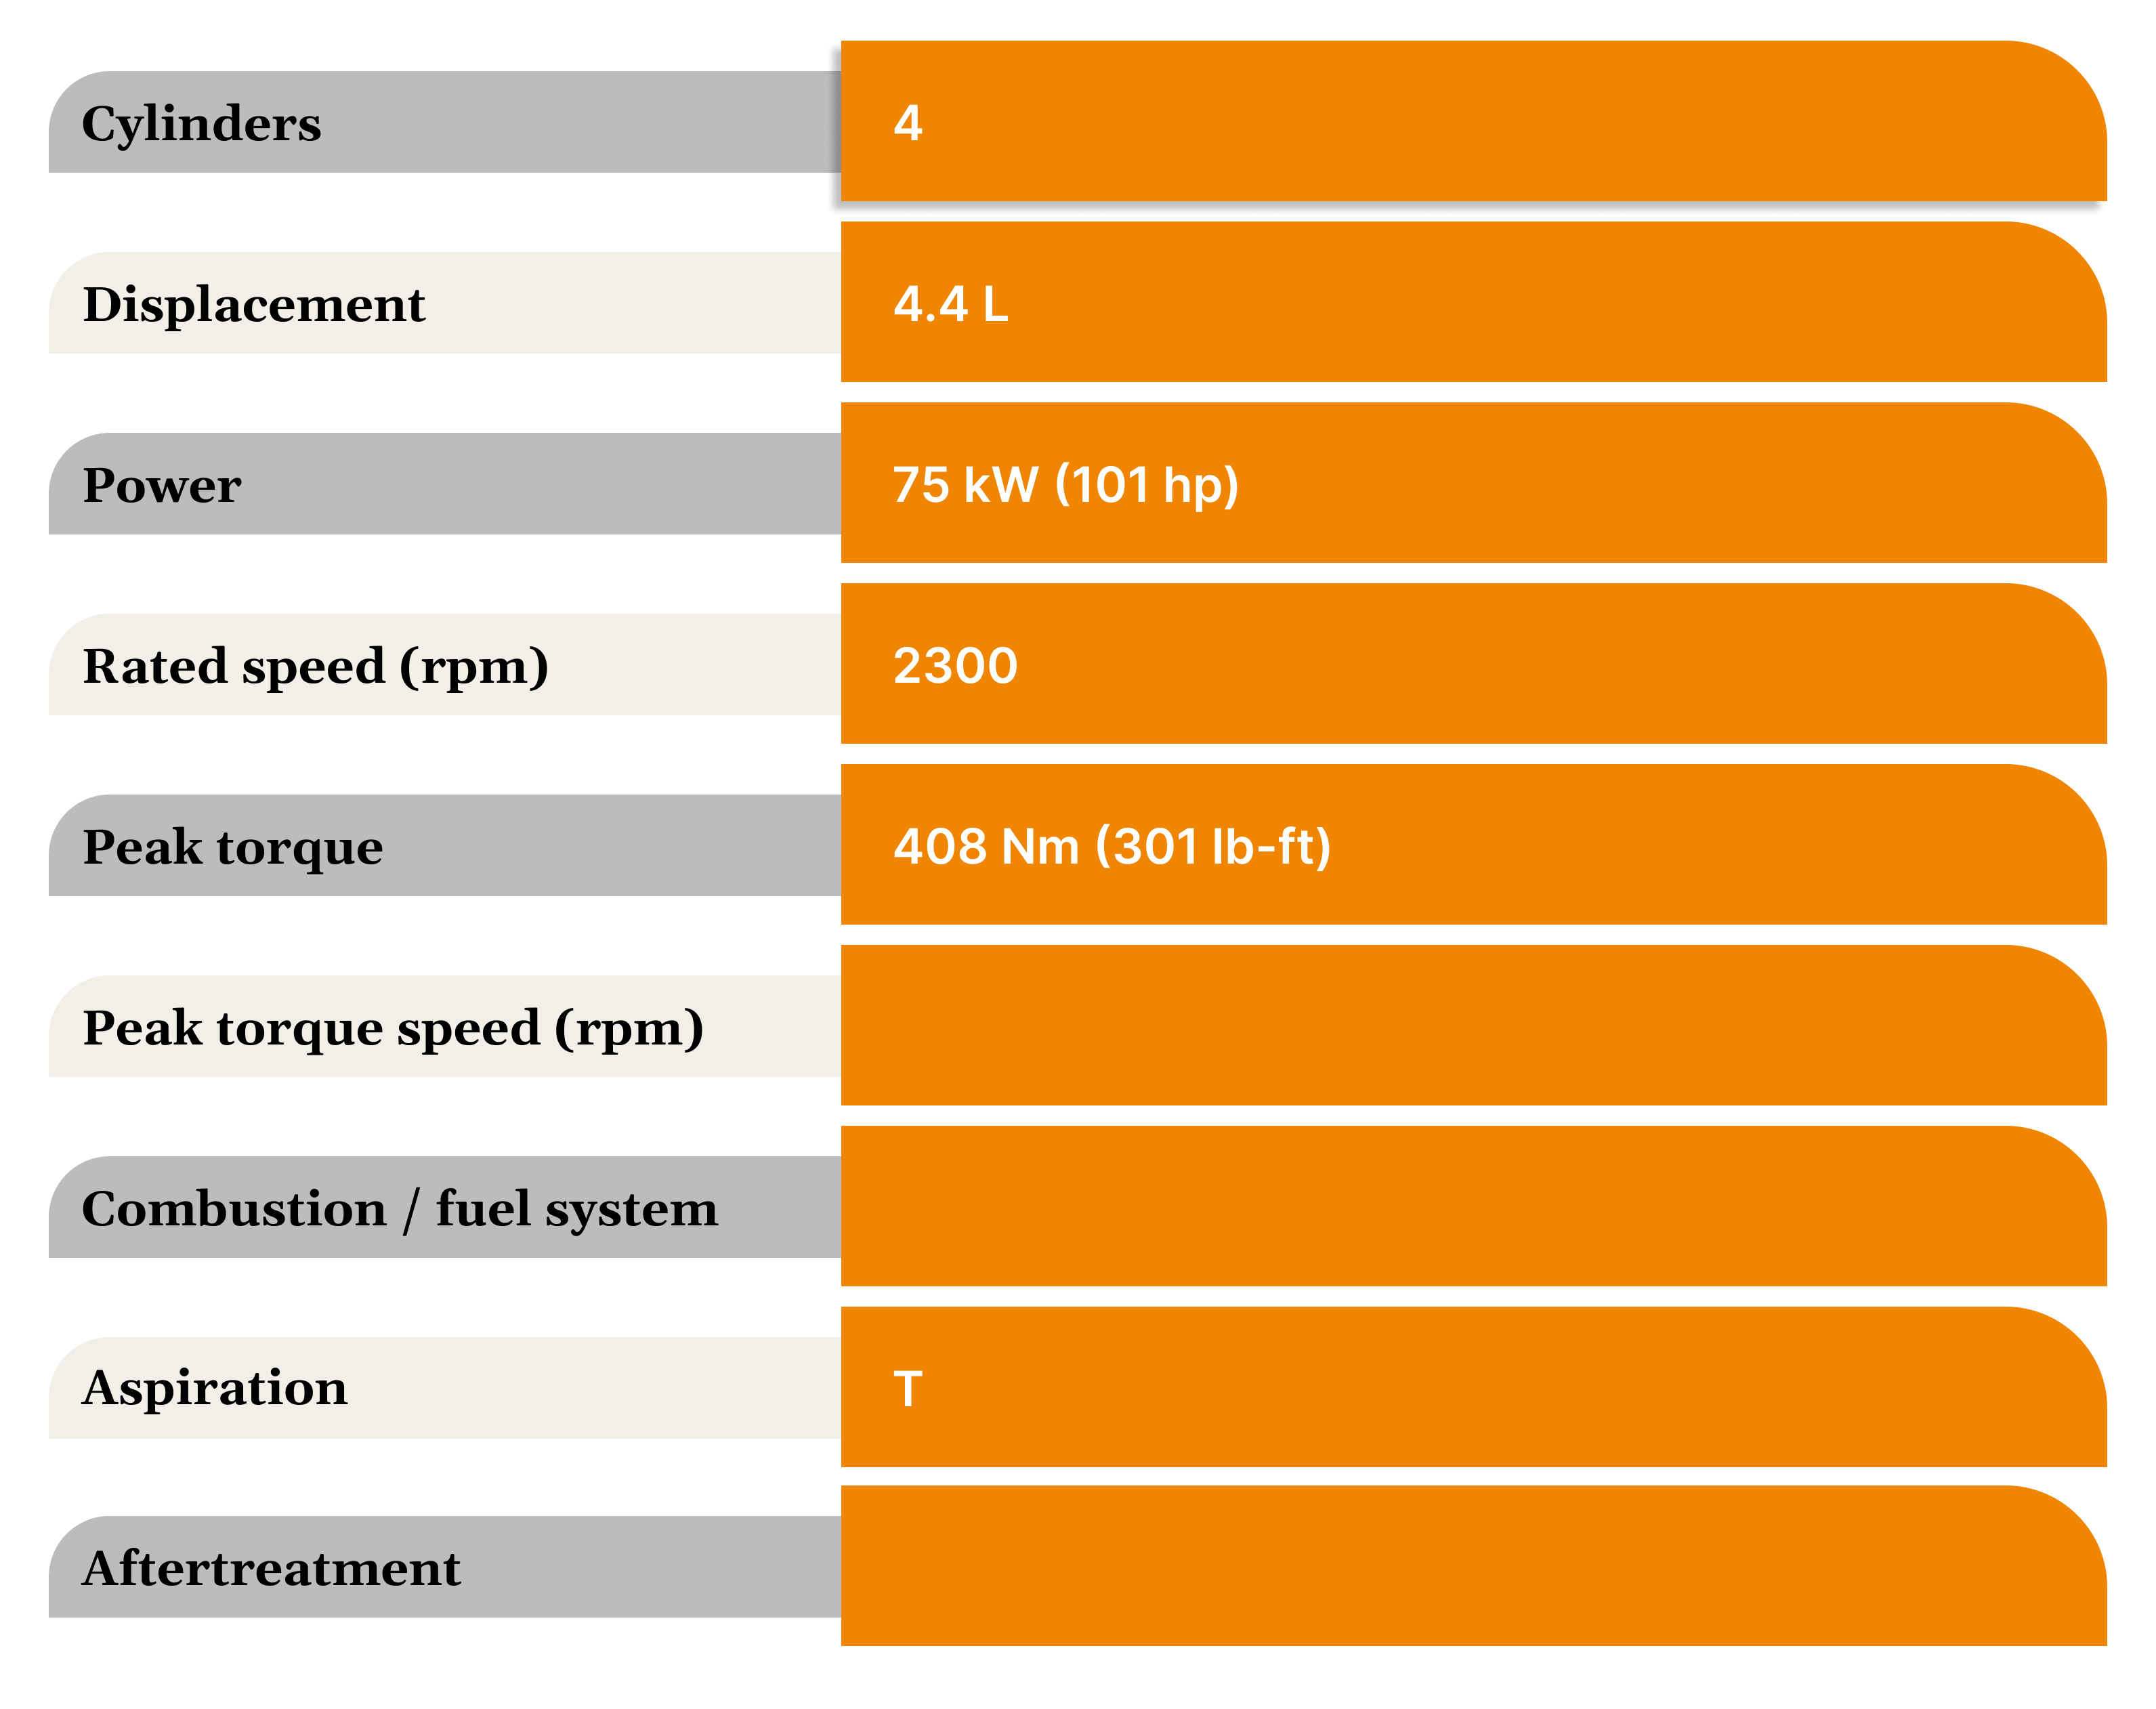 Cylinders 4
Displacement 4.4 L
Power 75 kW (101 hp)
Rated speed (rpm) 2300
Peak torque 408 Nm (301 lb-ft)
Peak torque speed (rpm)
Combustion / fuel system
Aspiration T
Aftertreatment